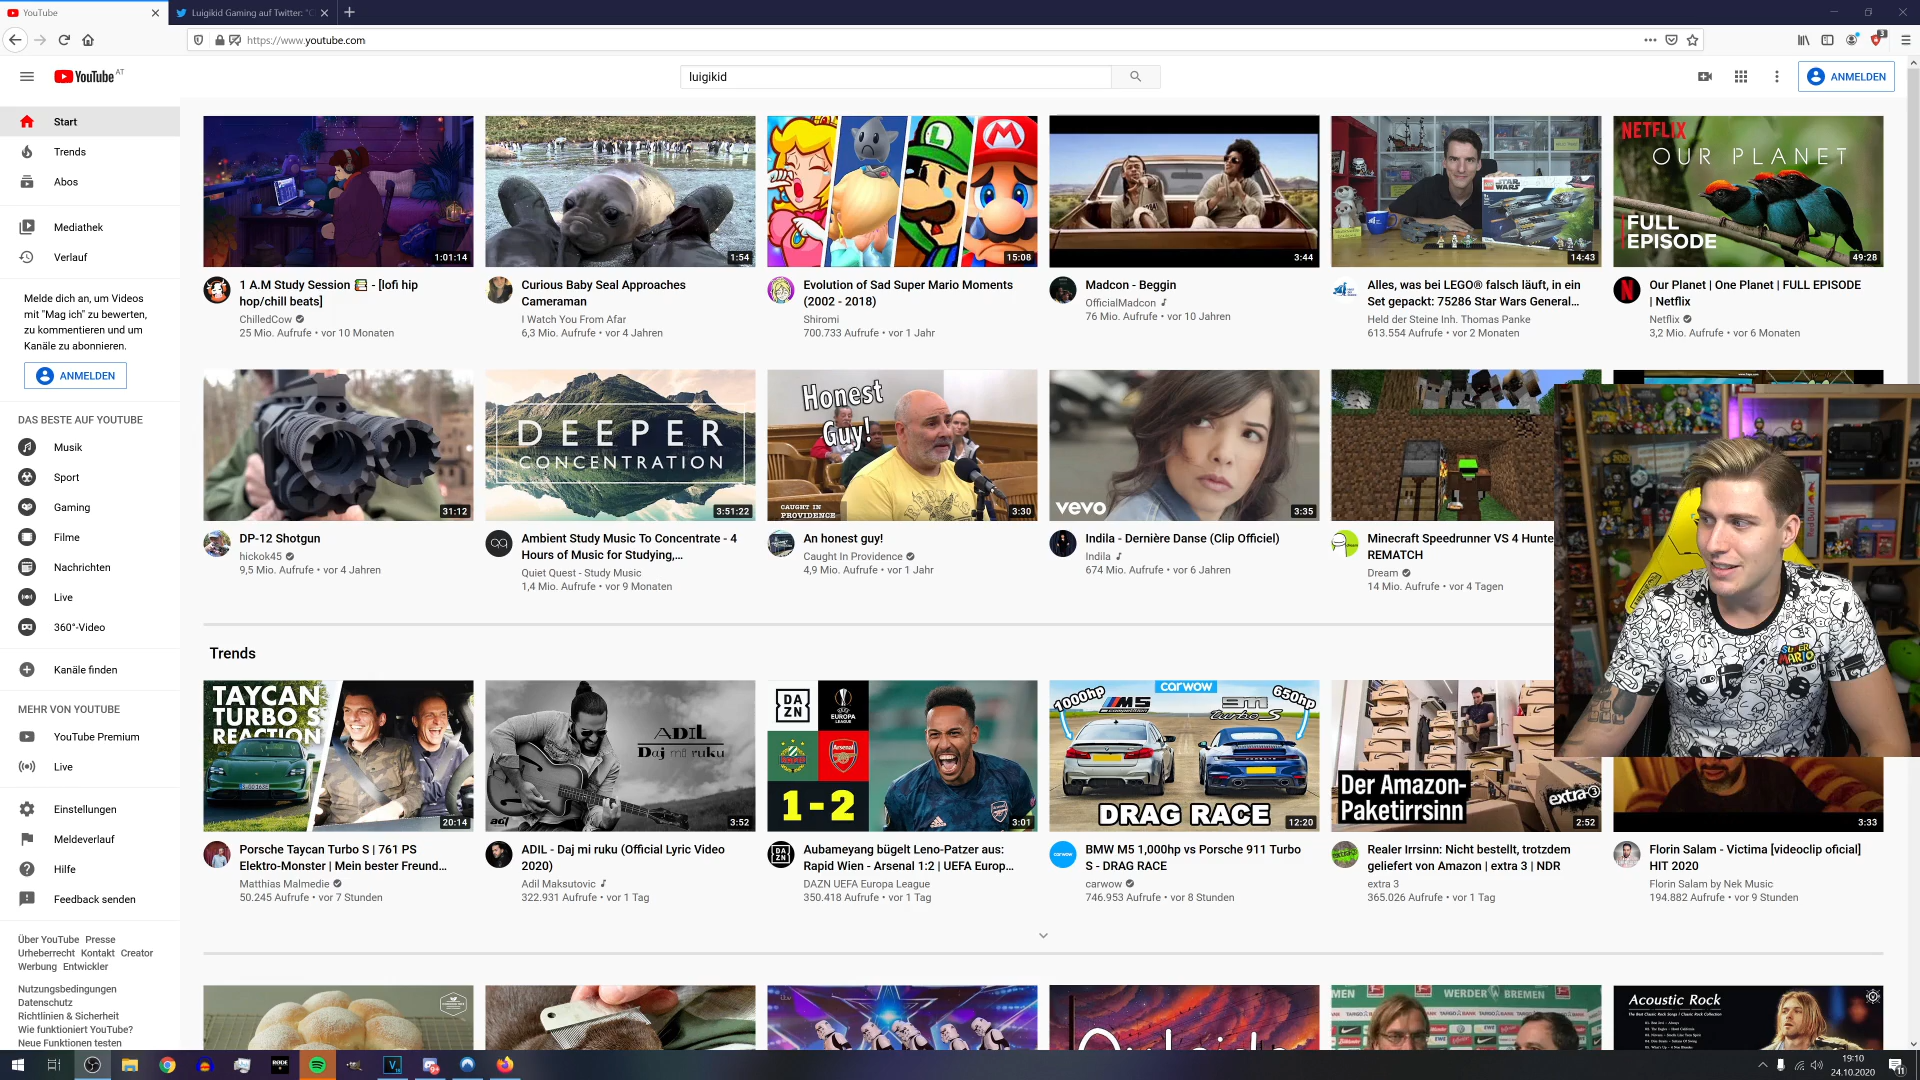 YouTube
Luigikid Gaming auf Twitter: "C
https://www.youtube.com
3
YouTube AT
luigikid
ANMELDEN
Start
Trends
Abos
Mediathek
Verlauf
Melde dich an, um Videos
mit "Mag ich" zu bewerten,
zu kommentieren und um
Kanäle zu abonnieren.
ANMELDEN
DAS BESTE AUF YOUTUBE
Musik
Sport
Gaming
Filme
Nachrichten
Live
360°-Video
Kanäle finden
MEHR VON YOUTUBE
YouTube Premium
Live
Einstellungen
Meldeverlauf
Hilfe
Feedback senden
Über YouTube Presse
Urheberrecht Kontakt Creator
Werbung Entwickler
Nutzungsbedingungen
Datenschutz
Richtlinien & Sicherheit
Wie funktioniert YouTube?
Neue Funktionen testen
1:01:14
1 A.M Study Session 📚 - [lofi hip
hop/chill beats]
ChilledCow
25 Mio. Aufrufe • vor 10 Monaten
1:54
Curious Baby Seal Approaches
Cameraman
I Watch You From Afar
6,3 Mio. Aufrufe • vor 4 Jahren
15:08
Evolution of Sad Super Mario Moments
(2002 - 2018)
Shiromi
700.733 Aufrufe • vor 1 Jahr
3:44
Madcon - Beggin
OfficialMadcon
76 Mio. Aufrufe • vor 10 Jahren
STAR WARS
14:43
Alles, was bei LEGO® falsch läuft, in ein
Set gepackt: 75286 Star Wars General...
Held der Steine Inh. Thomas Panke
613.554 Aufrufe • vor 2 Monaten
NETFLIX
OUR PLANET
FULL
EPISODE
49:28
Our Planet | One Planet | FULL EPISODE
| Netflix
Netflix
3,2 Mio. Aufrufe • vor 6 Monaten
31:12
DP-12 Shotgun
hickok45
9,5 Mio. Aufrufe • vor 4 Jahren
DEEPER
CONCENTRATION
3:51:22
Ambient Study Music To Concentrate - 4
Hours of Music for Studying,...
Quiet Quest - Study Music
1,4 Mio. Aufrufe • vor 9 Monaten
Honest
Guy!
CAUGHT IN
PROVIDENCE
3:30
An honest guy!
Caught In Providence
4,9 Mio. Aufrufe • vor 1 Jahr
vevo
3:35
Indila - Dernière Danse (Clip Officiel)
Indila
674 Mio. Aufrufe • vor 6 Jahren
Minecraft Speedrunner VS 4 Hunte
REMATCH
Dream
14 Mio. Aufrufe • vor 4 Tagen
SUPER
MARIO
Trends
TAYCAN
TURBO S
REACTION
20:14
Porsche Taycan Turbo S | 761 PS
Elektro-Monster | Mein bester Freund...
Matthias Malmedie
50.245 Aufrufe • vor 7 Stunden
ADIL
Daj mi ruku
3:52
ADIL - Daj mi ruku (Official Lyric Video
2020)
Adil Maksutovic
322.931 Aufrufe • vor 1 Tag
DAZN
EUROPA
LEAGUE
Arsenal
1-2
3:01
Aubameyang bügelt Leno-Patzer aus:
Rapid Wien - Arsenal 1:2 | UEFA Europ...
DAZN UEFA Europa League
350.418 Aufrufe • vor 1 Tag
carwow
1000hp
M5
competition
911
turbo S
650hp
DRAG RACE
12:20
BMW M5 1,000hp vs Porsche 911 Turbo
S - DRAG RACE
carwow
746.953 Aufrufe • vor 8 Stunden
Der Amazon-
Paketirrsinn
extra-3
2:52
Realer Irrsinn: Nicht bestellt, trotzdem
geliefert von Amazon | extra 3 | NDR
extra 3
365.026 Aufrufe • vor 1 Tag
3:33
Florin Salam - Victima [videoclip oficial]
HIT 2020
Florin Salam by Nek Music
194.882 Aufrufe • vor 9 Stunden
itv
MEN
WERDER BREMEN
Acoustic Rock
RODE
19:10
24.10.2020
11